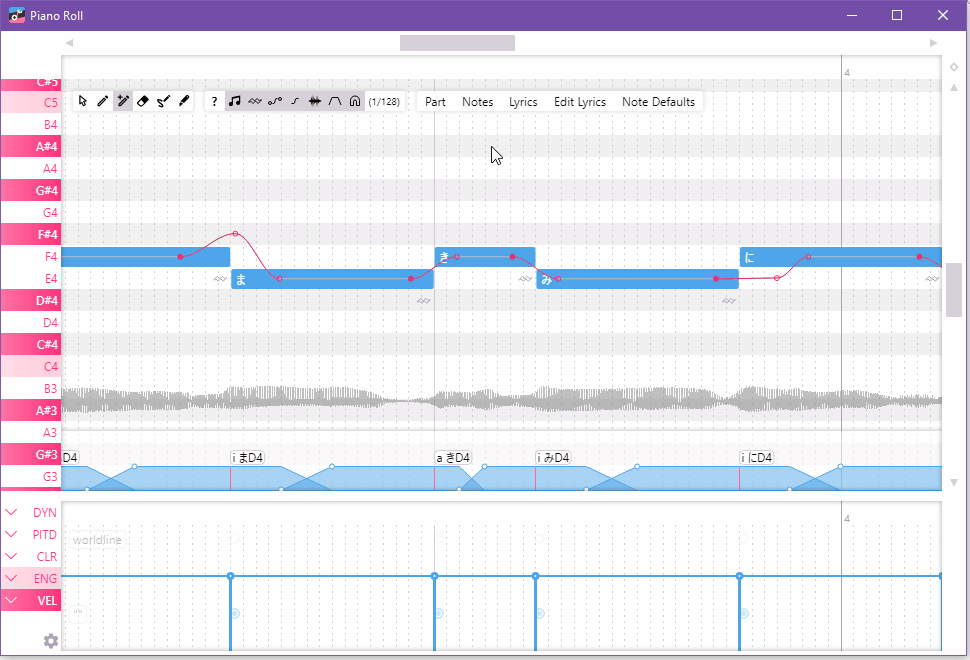 Piano Roll
4
C#5
? (1/128) Part Notes Lyrics Edit Lyrics Note Defaults
C5
B4
A#4
A4
G#4
G4
F#4
F4 き に
E4 ま み
D#4
D4
C#4
C4
B3
A#3
A3
G#3 D4 i まD4 a きD4 i みD4 i にD4
G3
DYN 4
PITD worldline
CLR
ENG
VEL
""